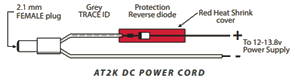 2.1 mm
FEMALE plug
Grey
TRACE ID
Protection
Reverse diode
Red Heat Shrink
cover
+
To 12-13.8v
Power Supply
-
AT2K DC POWER CORD